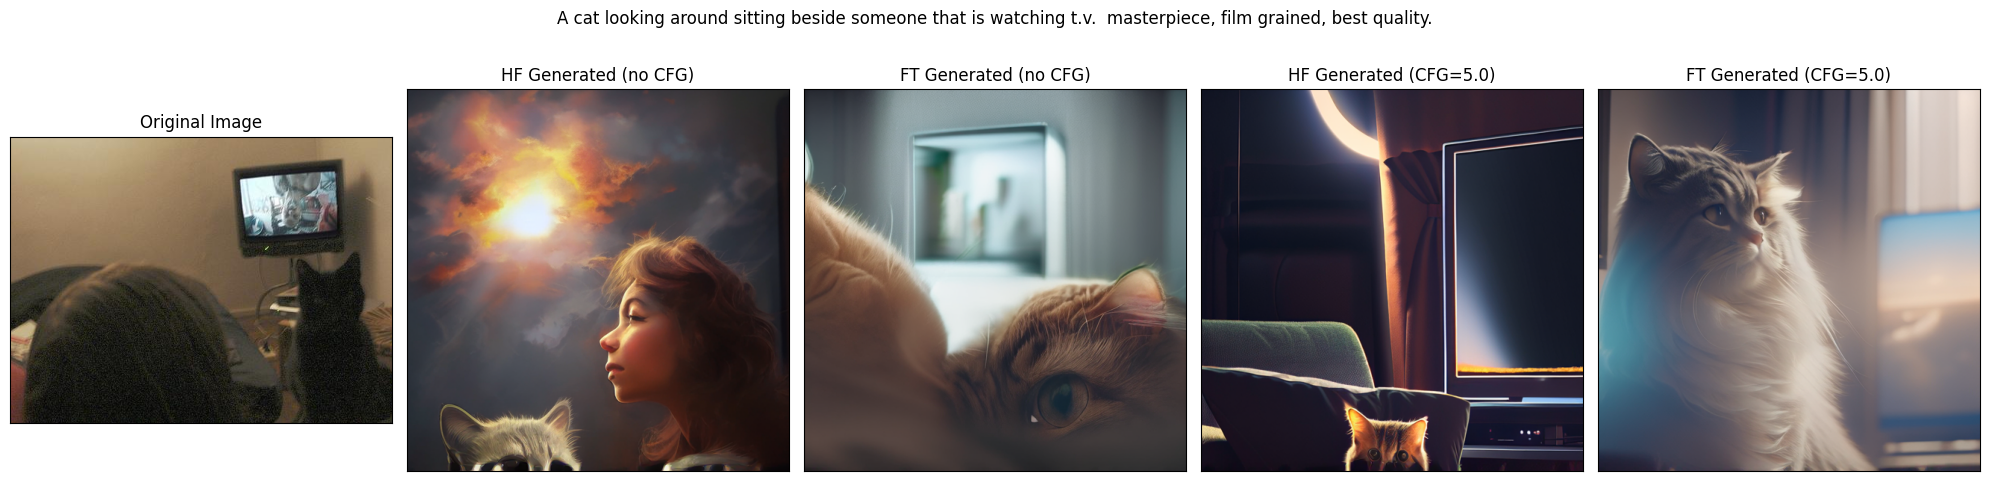 A cat looking around sitting beside someone that is watching t.v.  masterpiece, film grained, best quality.
Original Image
HF Generated (no CFG)
FT Generated (no CFG)
HF Generated (CFG=5.0)
FT Generated (CFG=5.0)